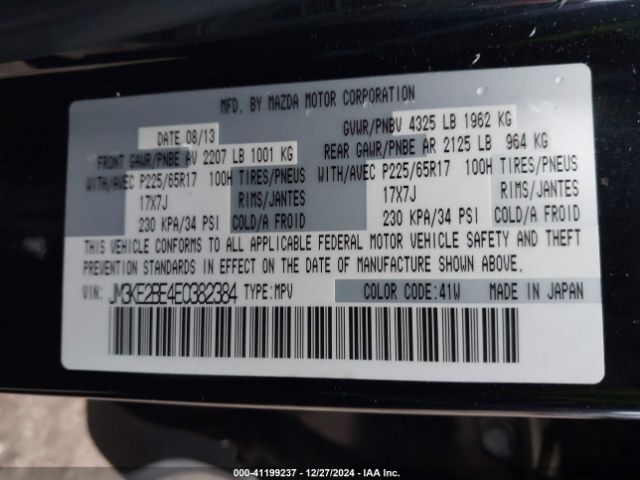 MFD. BY MAZDA MOTOR CORPORATION
DATE 08/13 GVWR/PNBV 4325 LB 1962 KG
FRONT GAWR/PNBE AV 2207 LB 1001 KG REAR GAWR/PNBE AR 2125 LB 964 KG
WITH/AVEC P225/65R17 100H TIRES/PNEUS WITH/AVEC P225/65R17 100H TIRES/PNEUS
17X7J RIMS/JANTES 17X7J RIMS/JANTES
230 KPA/34 PSI COLD/A FROID 230 KPA/34 PSI COLD/A FROID
THIS VEHICLE CONFORMS TO ALL APPLICABLE FEDERAL MOTOR VEHICLE SAFETY AND THEFT
PREVENTION STANDARDS IN EFFECT ON THE DATE OF MANUFACTURE SHOWN ABOVE.
VIN: JM3KE2BE4E0382384 TYPE:MPV COLOR CODE:41W MADE IN JAPAN
000-41199237 - 12/27/2024 - IAA Inc.